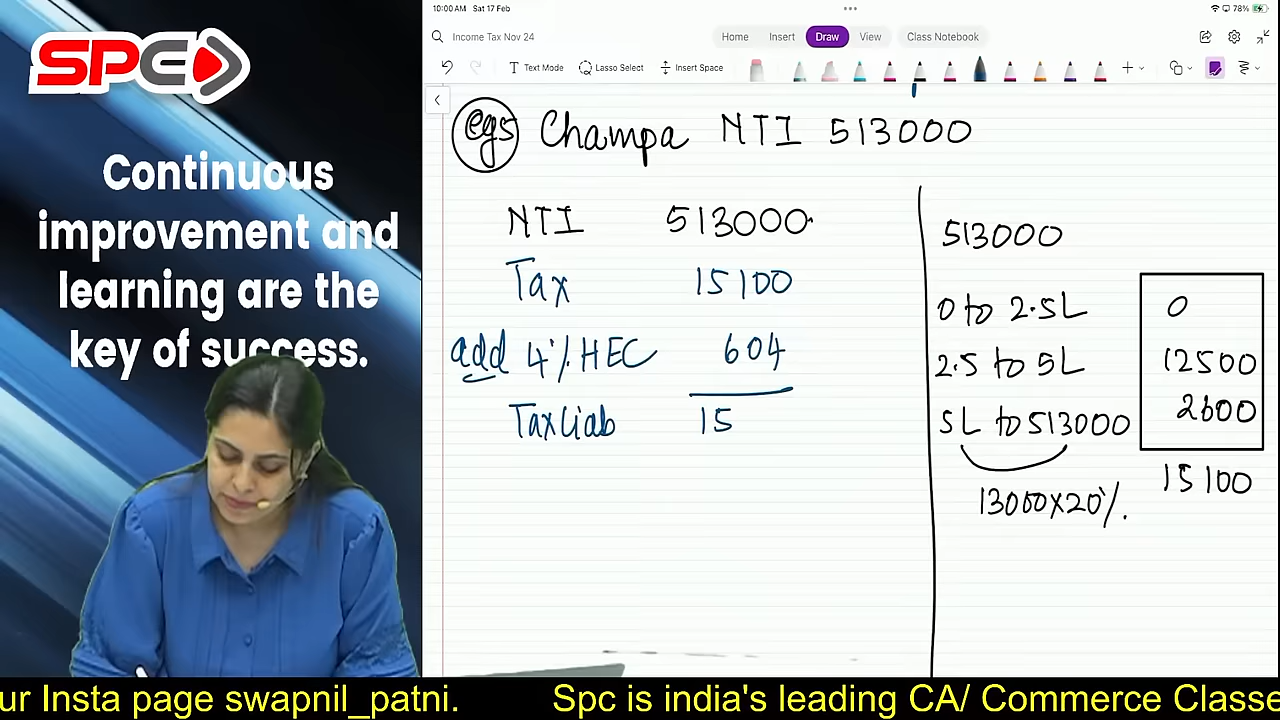 10:00 AM Sat 17 Feb
78%
SPC
Continuous
improvement and
learning are the
key of success.
Income Tax Nov 24
Home Insert Draw View Class Notebook
Text Mode Lasso Select Insert Space
eg5 Champa NTI 513000
NTI 513000
Tax 15100
add 4% HEC 604
Tax Liab 15
513000
0 to 2.5L 0
2.5 to 5L 12500
5L to 513000 2600
15100
13000x20%.
ur Insta page swapnil_patni. Spc is india's leading CA/ Commerce Classe